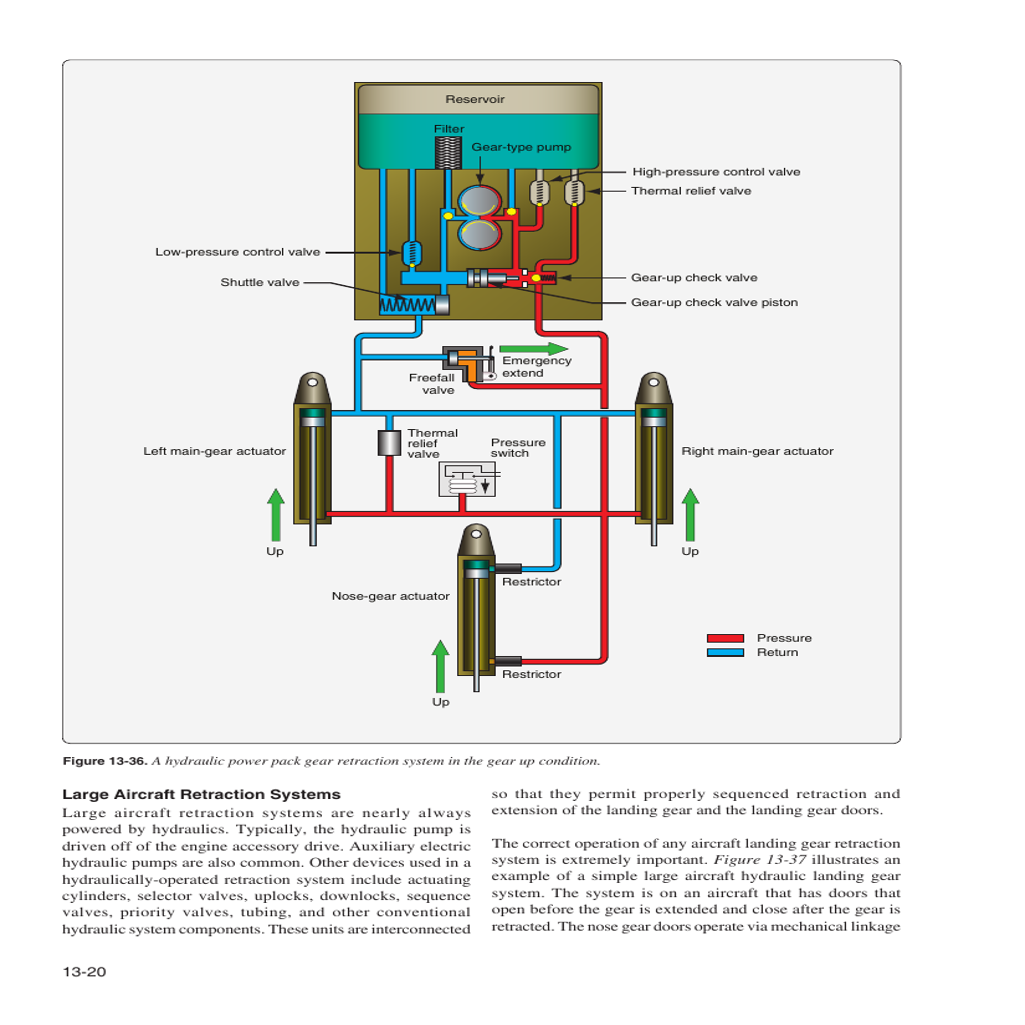 Reservoir
Filter
Gear-type pump
High-pressure control valve
Thermal relief valve
Low-pressure control valve
Shuttle valve
Gear-up check valve
Gear-up check valve piston
Emergency
extend
Freefall
valve
Thermal
relief
valve
Pressure
switch
Left main-gear actuator
Right main-gear actuator
Up
Up
Restrictor
Nose-gear actuator
Pressure
Return
Restrictor
Up
Figure 13-36. A hydraulic power pack gear retraction system in the gear up condition.
Large Aircraft Retraction Systems
Large aircraft retraction systems are nearly always
powered by hydraulics. Typically, the hydraulic pump is
driven off of the engine accessory drive. Auxiliary electric
hydraulic pumps are also common. Other devices used in a
hydraulically-operated retraction system include actuating
cylinders, selector valves, uplocks, downlocks, sequence
valves, priority valves, tubing, and other conventional
hydraulic system components. These units are interconnected
so that they permit properly sequenced retraction and
extension of the landing gear and the landing gear doors.
The correct operation of any aircraft landing gear retraction
system is extremely important. Figure 13-37 illustrates an
example of a simple large aircraft hydraulic landing gear
system. The system is on an aircraft that has doors that
open before the gear is extended and close after the gear is
retracted. The nose gear doors operate via mechanical linkage
13-20